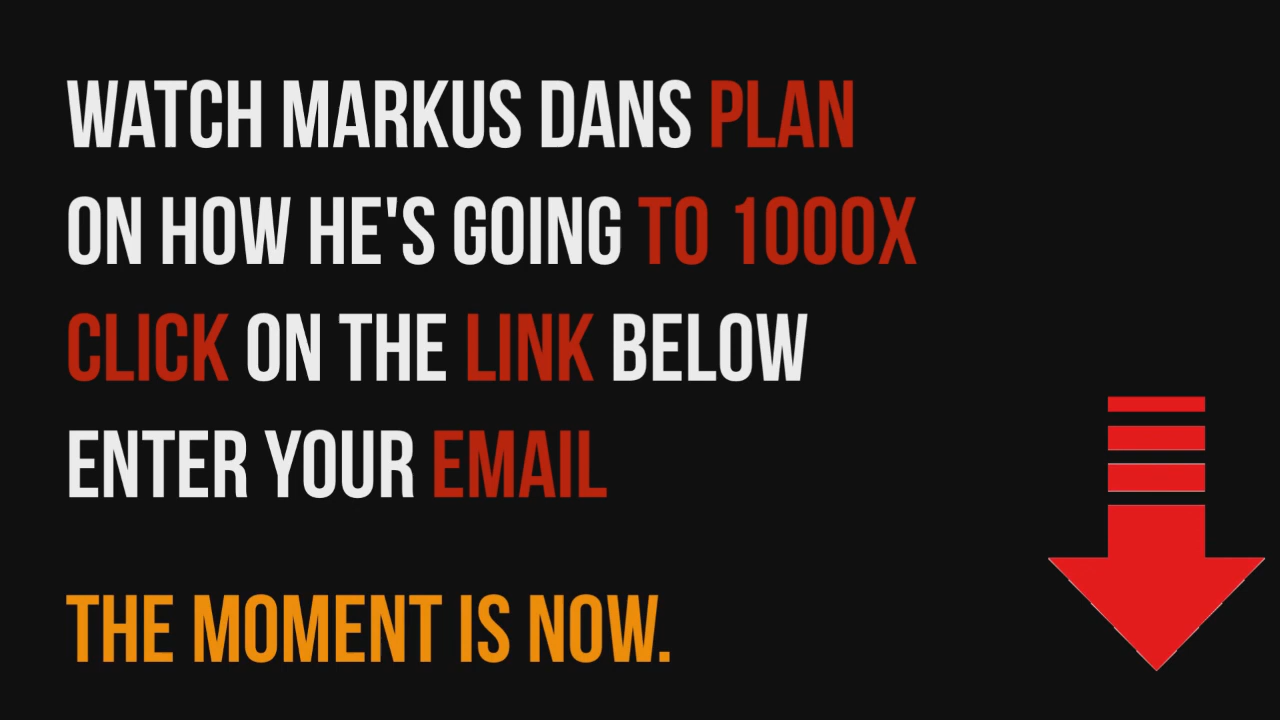 WATCH MARKUS DANS PLAN
ON HOW HE'S GOING TO 1000X
CLICK ON THE LINK BELOW
ENTER YOUR EMAIL
THE MOMENT IS NOW.